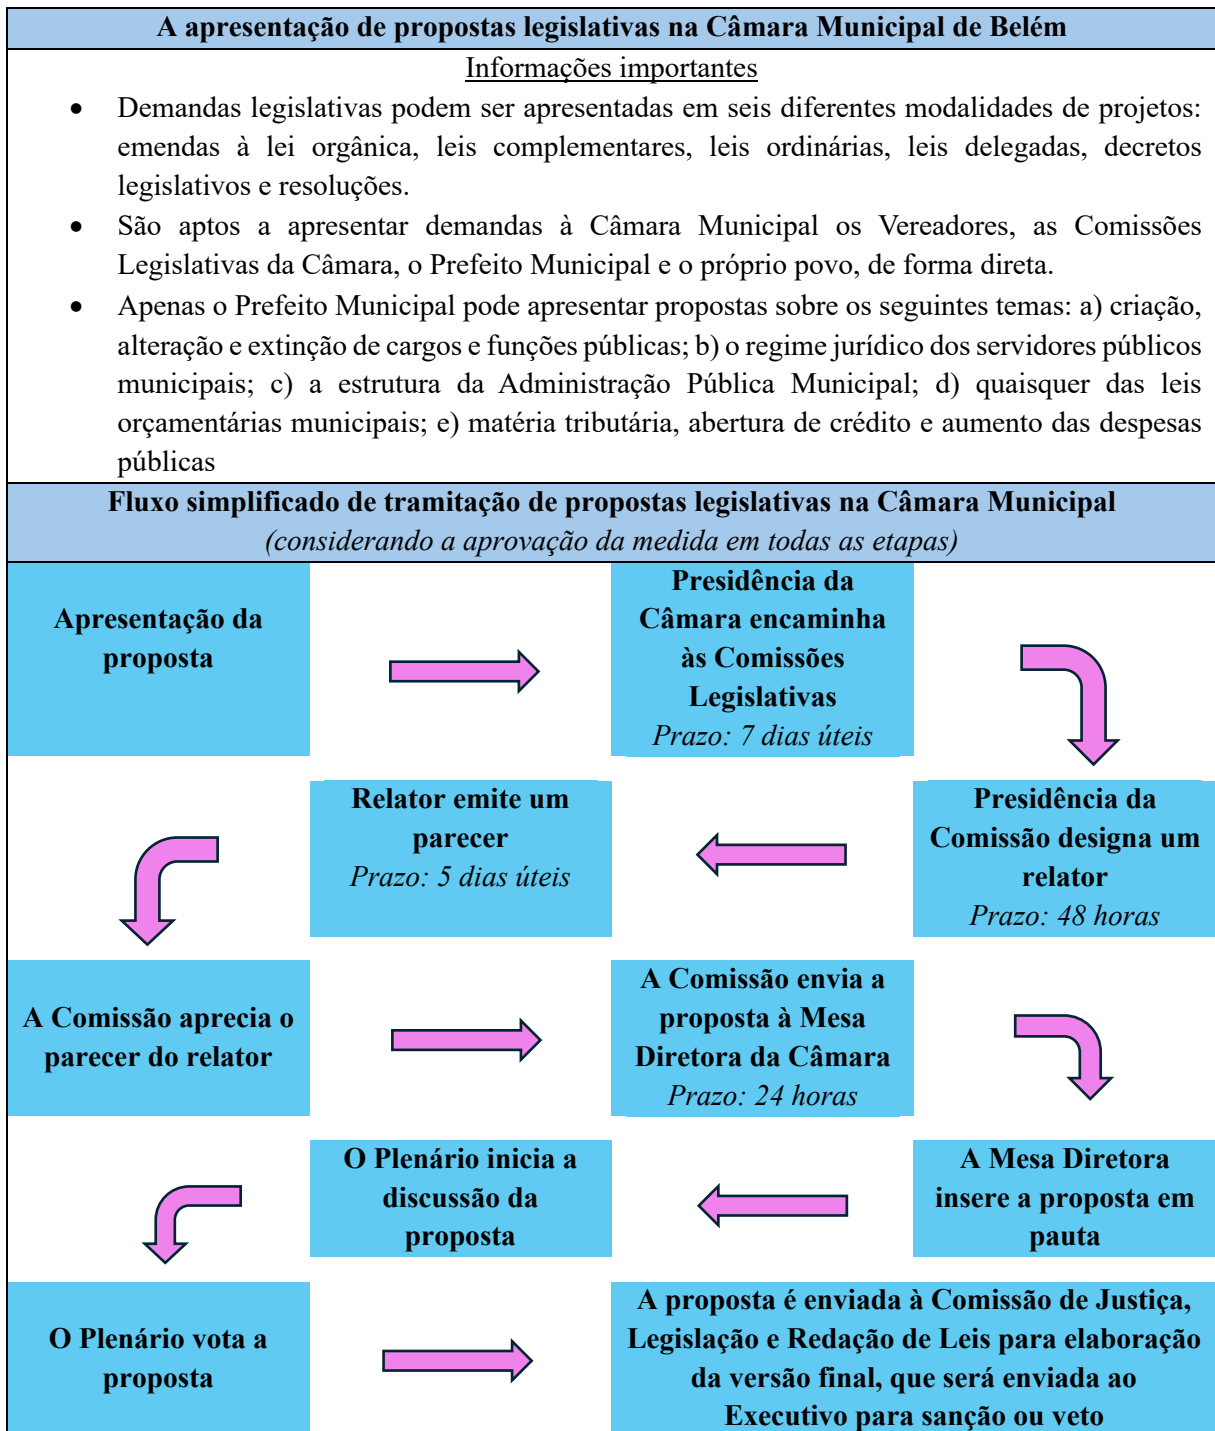 A apresentação de propostas legislativas na Câmara Municipal de Belém
Informações importantes
• Demandas legislativas podem ser apresentadas em seis diferentes modalidades de projetos:
emendas à lei orgânica, leis complementares, leis ordinárias, leis delegadas, decretos
legislativos e resoluções.
• São aptos a apresentar demandas à Câmara Municipal os Vereadores, as Comissões
Legislativas da Câmara, o Prefeito Municipal e o próprio povo, de forma direta.
• Apenas o Prefeito Municipal pode apresentar propostas sobre os seguintes temas: a) criação,
alteração e extinção de cargos e funções públicas; b) o regime jurídico dos servidores públicos
municipais; c) a estrutura da Administração Pública Municipal; d) quaisquer das leis
orçamentárias municipais; e) matéria tributária, abertura de crédito e aumento das despesas
públicas
Fluxo simplificado de tramitação de propostas legislativas na Câmara Municipal
(considerando a aprovação da medida em todas as etapas)
Apresentação da
proposta
Presidência da
Câmara encaminha
às Comissões
Legislativas
Prazo: 7 dias úteis
Presidência da
Comissão designa um
relator
Prazo: 48 horas
Relator emite um
parecer
Prazo: 5 dias úteis
A Comissão aprecia o
parecer do relator
A Comissão envia a
proposta à Mesa
Diretora da Câmara
Prazo: 24 horas
A Mesa Diretora
insere a proposta em
pauta
O Plenário inicia a
discussão da
proposta
O Plenário vota a
proposta
A proposta é enviada à Comissão de Justiça,
Legislação e Redação de Leis para elaboração
da versão final, que será enviada ao
Executivo para sanção ou veto